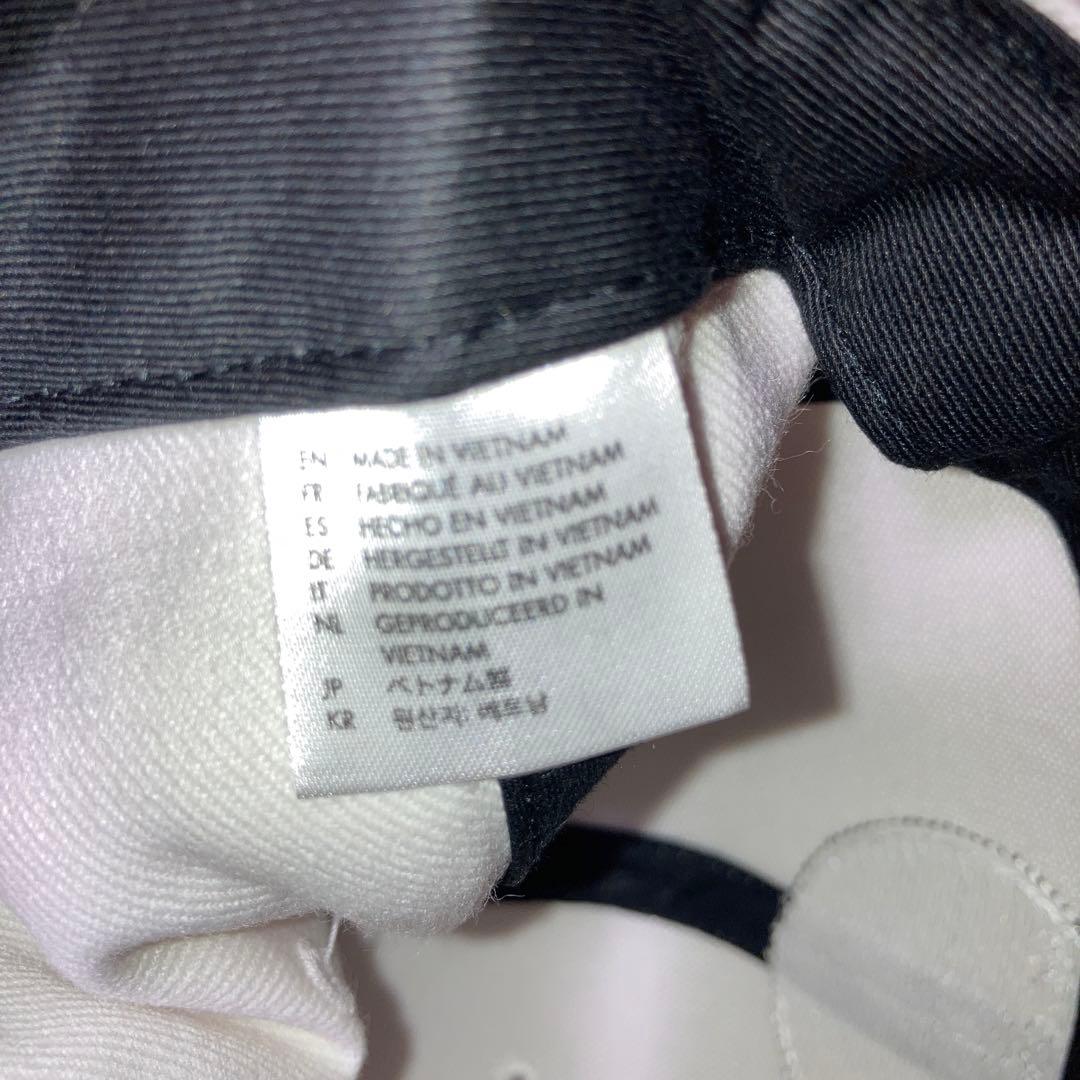 EN MADE IN VIETNAM
FR FABRIQUÉ AU VIETNAM
ES HECHO EN VIETNAM
DE HERGESTELLT IN VIETNAM
IT PRODOTTO IN VIETNAM
NL GEPRODUCEERD IN
VIETNAM
JP ベトナム製
KR 원산지: 베트남